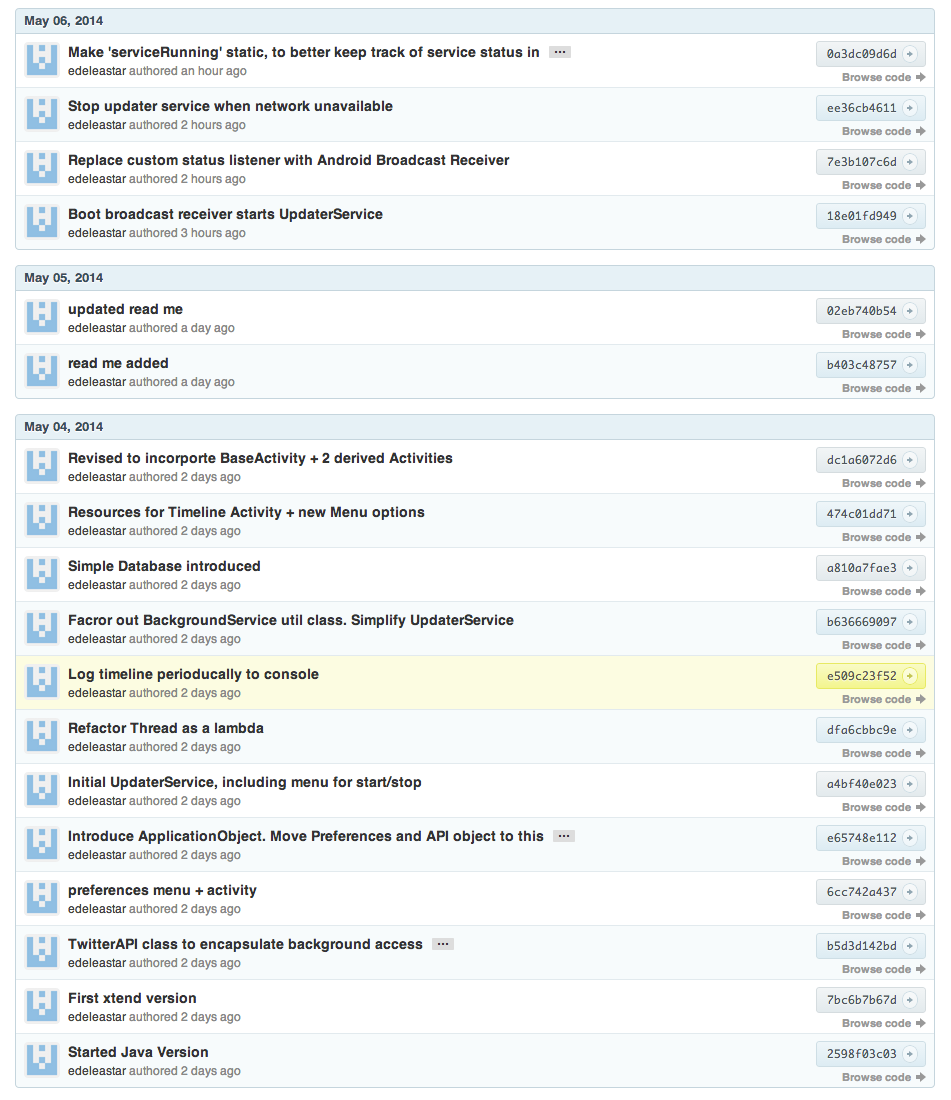 May 06, 2014
Make 'serviceRunning' static, to better keep track of service status in ...
0a3dc09d6d
edeleastar authored an hour ago
Browse code
Stop updater service when network unavailable
ee36cb4611
edeleastar authored 2 hours ago
Browse code
Replace custom status listener with Android Broadcast Receiver
7e3b107c6d
edeleastar authored 2 hours ago
Browse code
Boot broadcast receiver starts UpdaterService
18e01fd949
edeleastar authored 3 hours ago
Browse code
May 05, 2014
updated read me
02eb740b54
edeleastar authored a day ago
Browse code
read me added
b403c48757
edeleastar authored a day ago
Browse code
May 04, 2014
Revised to incorporte BaseActivity + 2 derived Activities
dc1a6072d6
edeleastar authored 2 days ago
Browse code
Resources for Timeline Activity + new Menu options
474c01dd71
edeleastar authored 2 days ago
Browse code
Simple Database introduced
a810a7fae3
edeleastar authored 2 days ago
Browse code
Facror out BackgroundService util class. Simplify UpdaterService
b636669097
edeleastar authored 2 days ago
Browse code
Log timeline perioducally to console
e509c23f52
edeleastar authored 2 days ago
Browse code
Refactor Thread as a lambda
dfa6cbbc9e
edeleastar authored 2 days ago
Browse code
Initial UpdaterService, including menu for start/stop
a4bf40e023
edeleastar authored 2 days ago
Browse code
Introduce ApplicationObject. Move Preferences and API object to this ...
e65748e112
edeleastar authored 2 days ago
Browse code
preferences menu + activity
6cc742a437
edeleastar authored 2 days ago
Browse code
TwitterAPI class to encapsulate background access ...
b5d3d142bd
edeleastar authored 2 days ago
Browse code
First xtend version
7bc6b7b67d
edeleastar authored 2 days ago
Browse code
Started Java Version
2598f03c03
edeleastar authored 2 days ago
Browse code